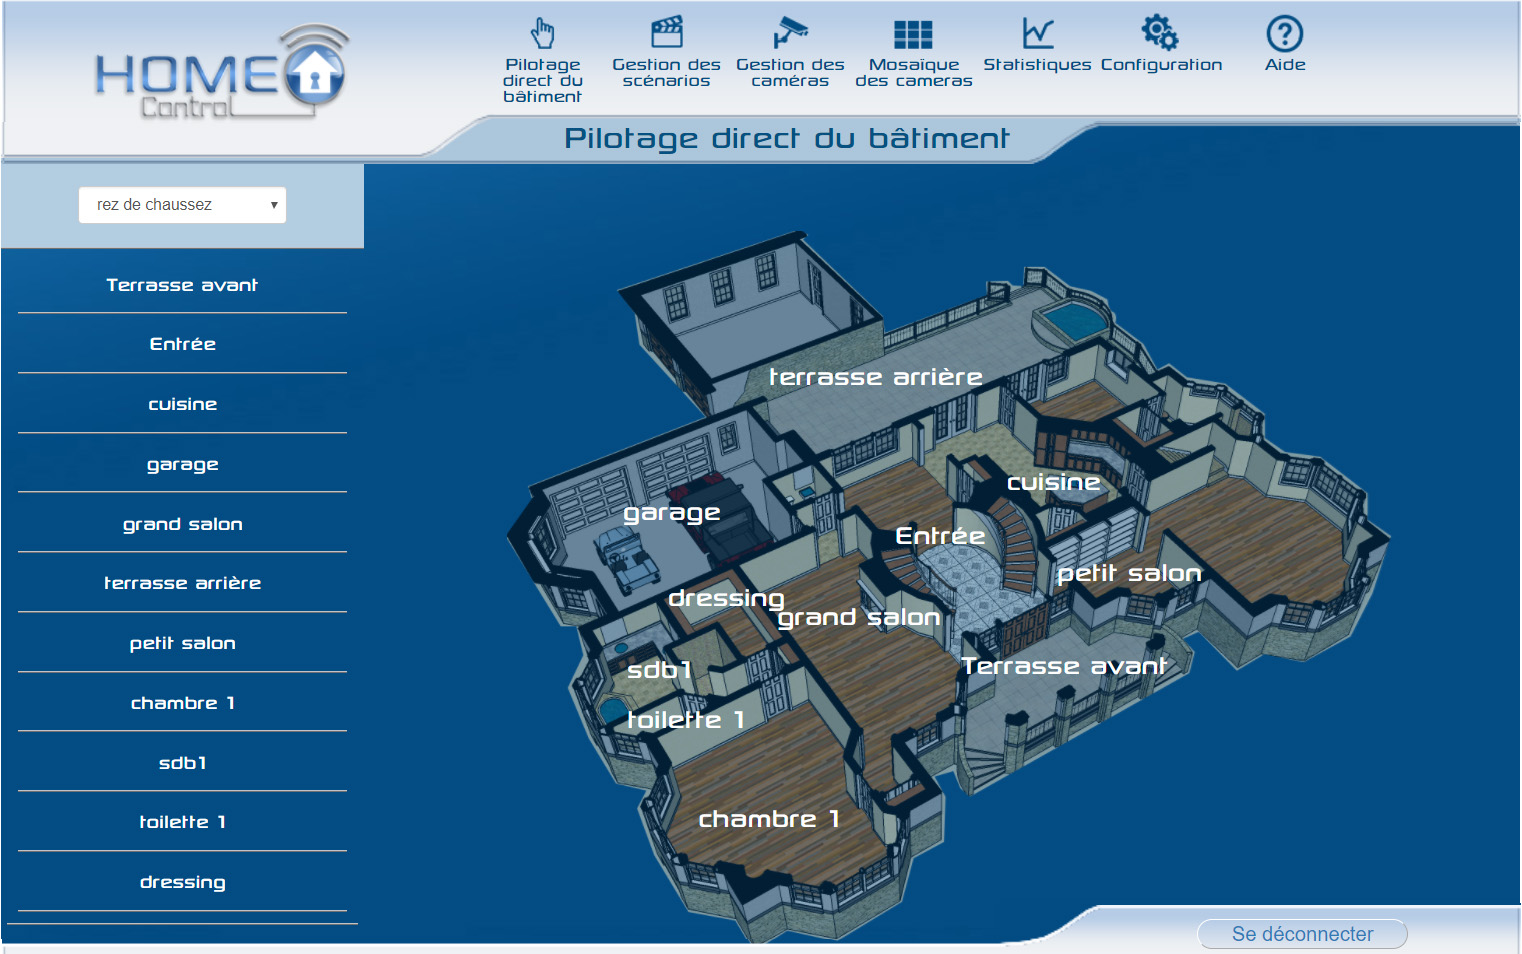 HOME
Control
Pilotage
direct du
bâtiment
Gestion des
scénarios
Gestion des
caméras
Mosaïque
des cameras
Statistiques
Configuration
Aide
Pilotage direct du bâtiment
rez de chaussez
Terrasse avant
Entrée
cuisine
garage
grand salon
terrasse arrière
petit salon
chambre 1
sdb1
toilette 1
dressing
terrasse arrière
cuisine
garage
Entrée
petit salon
dressing
grand salon
Terrasse avant
sdb1
toilette 1
chambre 1
Se déconnecter